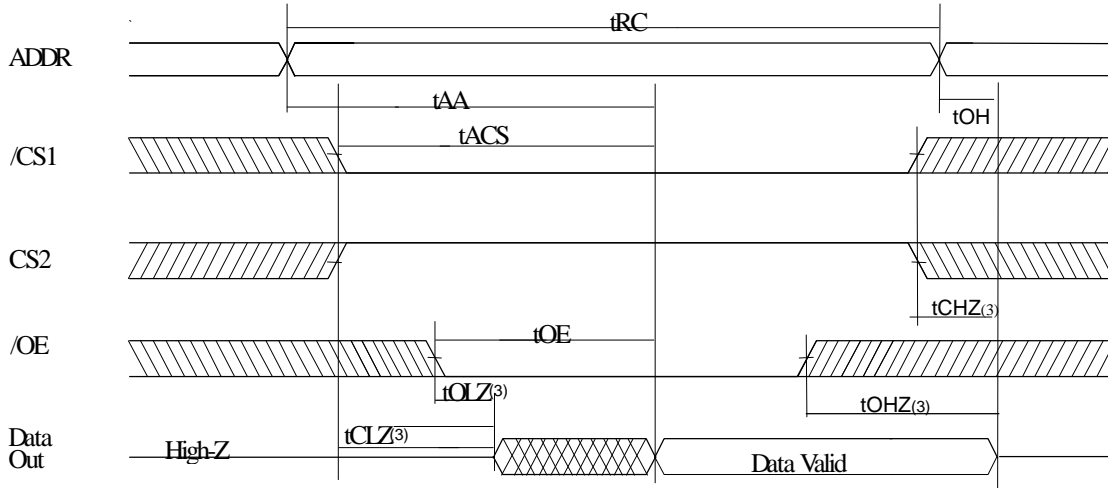 tRC
ADDR
tAA
tOH
tACS
/CS1
CS2
tCHZ(3)
tOE
/OE
tOLZ(3)
tOHZ(3)
tCLZ(3)
Data
Out
High-Z
Data Valid